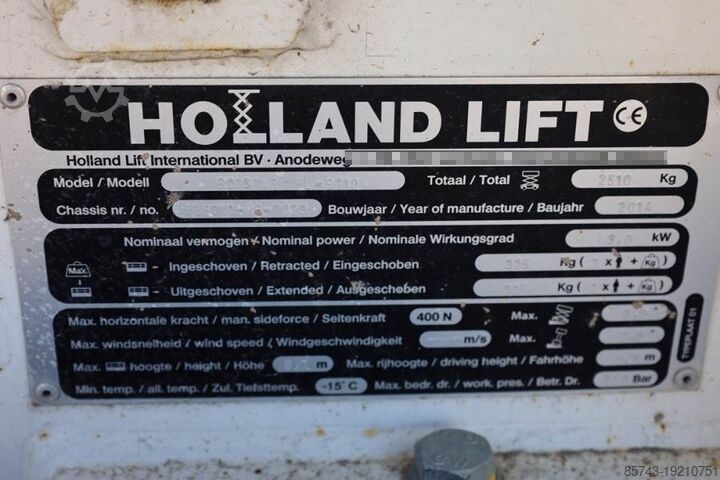 HOLLAND LIFT CE
Holland Lift International BV - Anodeweg
Model / Modell Totaal / Total 2510 Kg
Chassis nr. / no. Bouwjaar / Year of manufacture / Baujahr 2014
Nominaal vermogen / Nominal power / Nominale Wirkungsgrad kW
Max. Ingeschoven / Retracted / Eingeschoben Kg ( x + Kg )
Uitgeschoven / Extended / Ausgeschoben Kg ( x + Kg )
Max. horizontale kracht / man. sideforce / Seitenkraft 400 N Max.
Max. windsnelheid / wind speed / Windgeschwindigkeit m/s Max.
Max. hoogte / height / Höhe m Max. rijhoogte / driving height / Fahrhöhe m
Min. temp. / all. temp. / Zul. Tiefsttemp. -15°C Max. bedr. dr. / work. pres. / Betr. Dr. Bar
TYPEPLAAT 01
85743-19210751